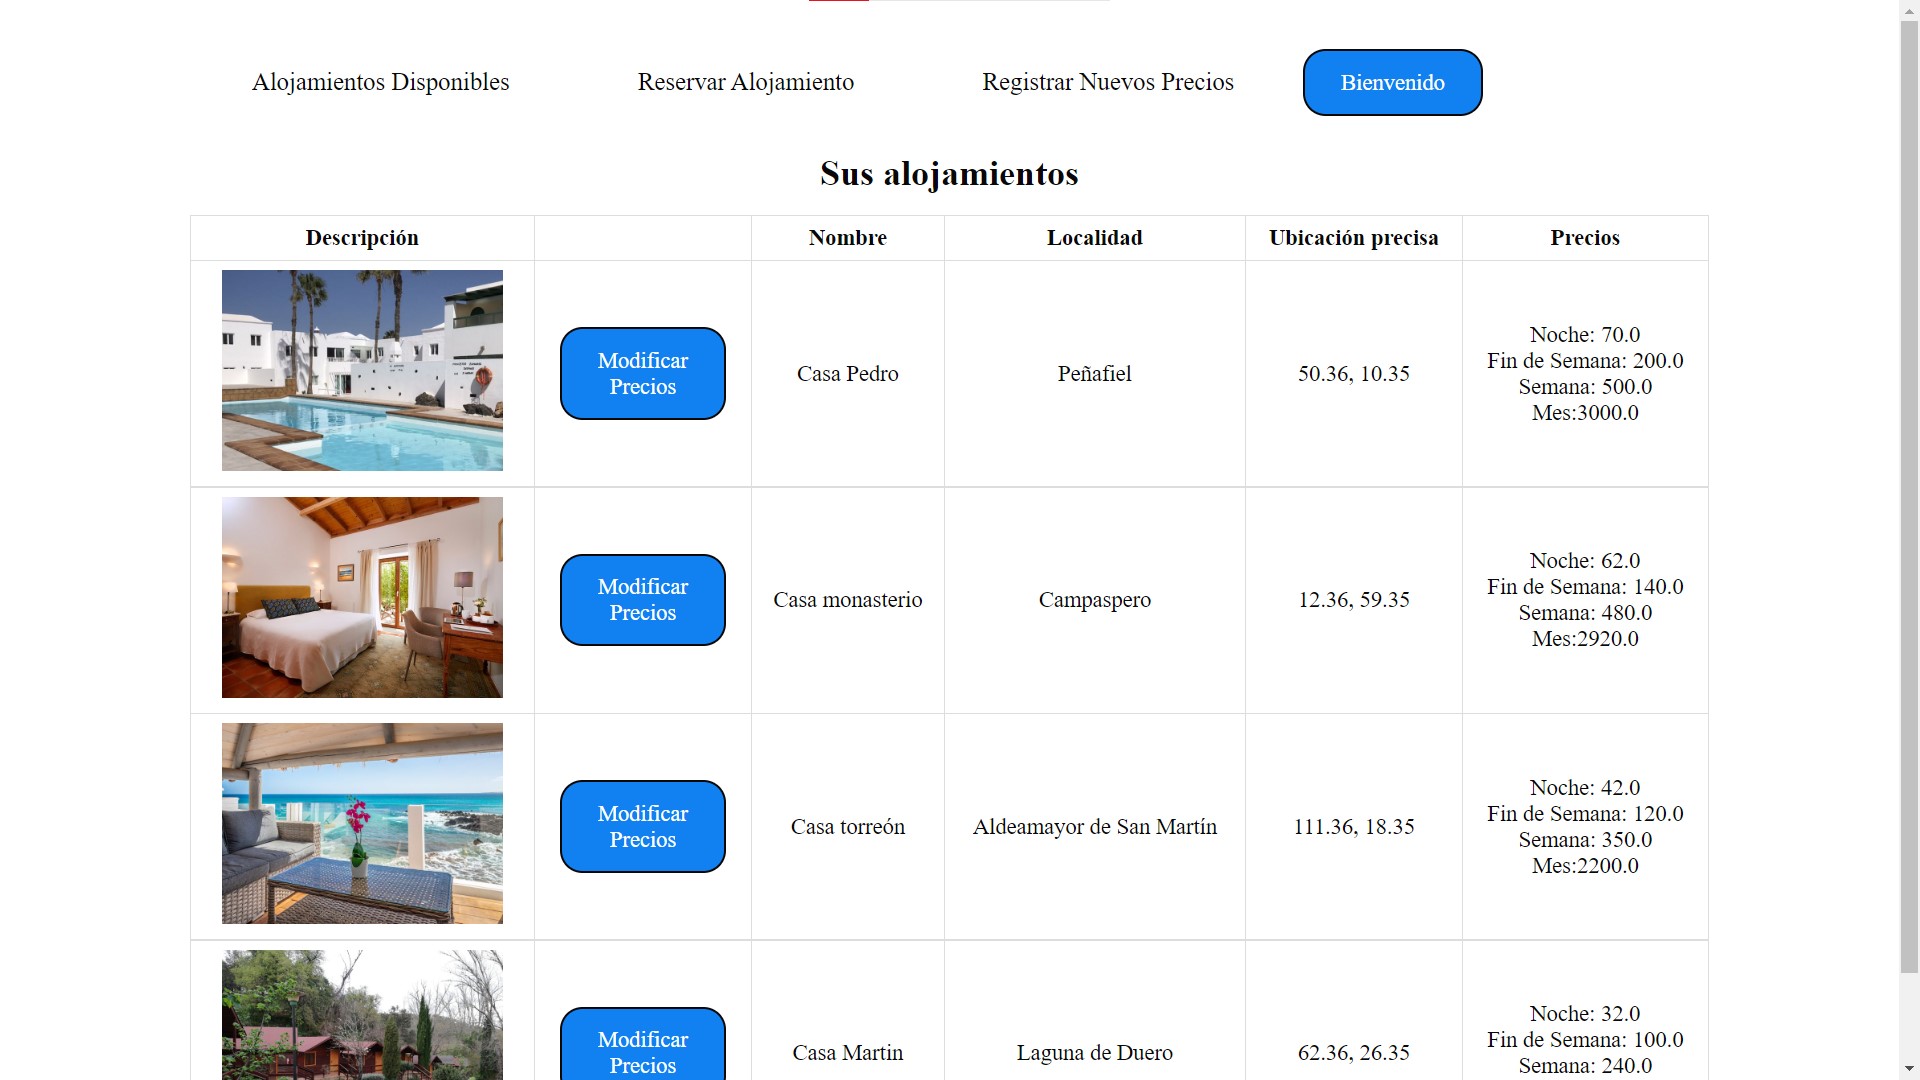 Alojamientos Disponibles
Reservar Alojamiento
Registrar Nuevos Precios
Bienvenido
Sus alojamientos
Descripción
Nombre
Localidad
Ubicación precisa
Precios
Modificar
Precios
Casa Pedro
Peñafiel
50.36, 10.35
Noche: 70.0
Fin de Semana: 200.0
Semana: 500.0
Mes:3000.0
Modificar
Precios
Casa monasterio
Campaspero
12.36, 59.35
Noche: 62.0
Fin de Semana: 140.0
Semana: 480.0
Mes:2920.0
Modificar
Precios
Casa torreón
Aldeamayor de San Martín
111.36, 18.35
Noche: 42.0
Fin de Semana: 120.0
Semana: 350.0
Mes:2200.0
Modificar
Precios
Casa Martin
Laguna de Duero
62.36, 26.35
Noche: 32.0
Fin de Semana: 100.0
Semana: 240.0